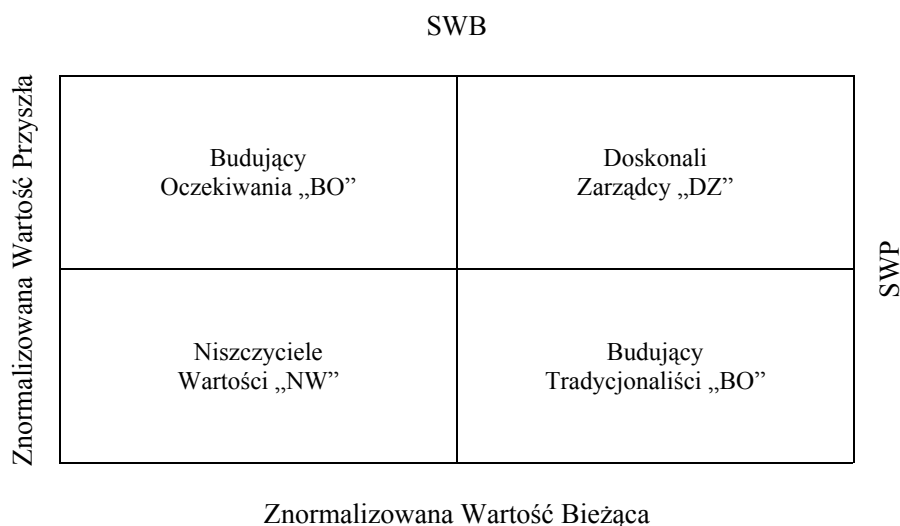 SWB
Znormalizowana Wartość Przyszła
Budujący
Oczekiwania „BO”
Doskonali
Zarządcy „DZ”
SWP
Niszczyciele
Wartości „NW”
Budujący
Tradycjonaliści „BO”
Znormalizowana Wartość Bieżąca